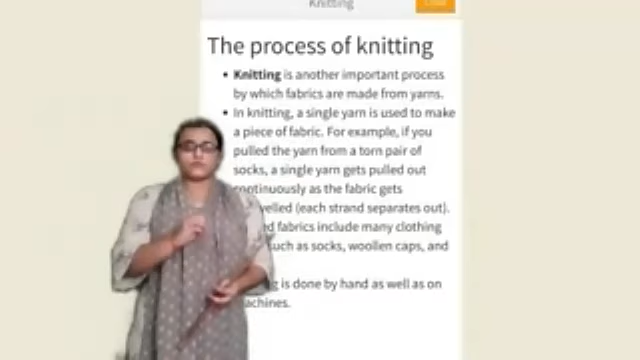 Knitting
The process of knitting
• Knitting is another important process
by which fabrics are made from yarns.
• In knitting, a single yarn is used to make
a piece of fabric. For example, if you
pulled the yarn from a torn pair of
socks, a single yarn gets pulled out
continuously as the fabric gets
velled (each strand separates out).
d fabrics include many clothing
such as socks, woollen caps, and
g is done by hand as well as on
achines.